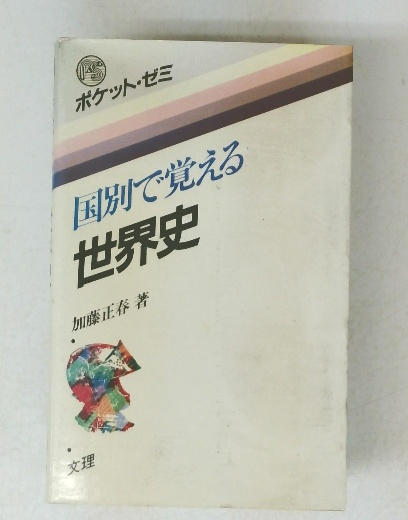 ポケット・ゼミ
国別で覚える
世界史
加藤正春 著
文理